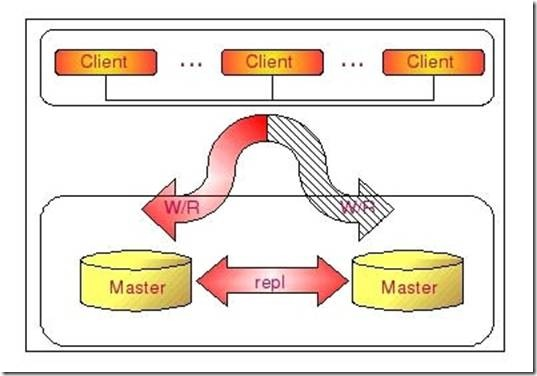 Client ... Client ... Client
W/R W/R
Master repl Master